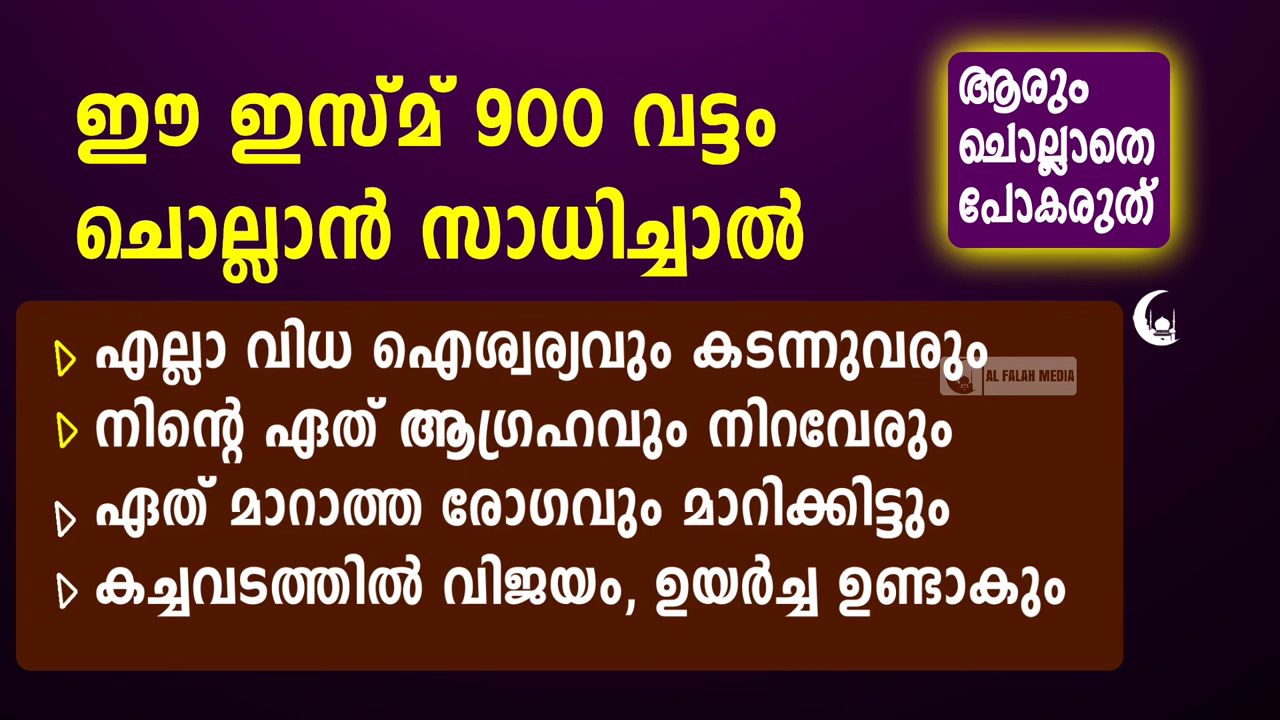 ഈ ഇസ്മ് 900 വട്ടം
ചൊല്ലാൻ സാധിച്ചാൽ
ആരും
ചൊല്ലാതെ
പോകരുത്
എല്ലാ വിധ ഐശ്വര്യവും കടന്നുവരും
AL FALAH MEDIA
നിന്റെ ഏത് ആഗ്രഹവും നിറവേരും
ഏത് മാറാത്ത രോഗവും മാറിക്കിട്ടും
കച്ചവടത്തിൽ വിജയം, ഉയർച്ച ഉണ്ടാകും